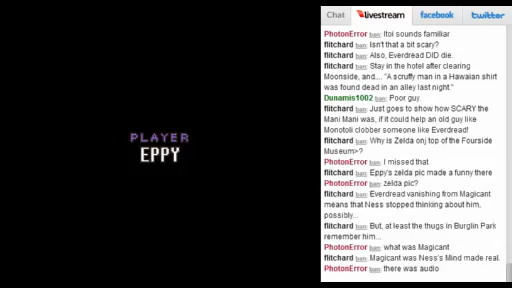 Chat livestream facebook twitter
PhotonError ban: Itoi sounds familiar
flitchard ban: Isn't that a bit scary?
flitchard ban: Also, Everdread DID die.
flitchard ban: Stay in the hotel after clearing
Moonside, and.... "A scruffy man in a Hawaiian shirt
was found dead in an alley last night."
Dunamis1002 ban: Poor guy.
flitchard ban: Just goes to show how SCARY the
Mani Mani was, if it could help an old guy like
Monotoli clobber someone like Everdread!
flitchard ban: Why is Zelda onj top of the Fourside
Museum>?
PhotonError ban: I missed that
flitchard ban: Eppy's zelda pic made a funny there
PhotonError ban: zelda pic?
flitchard ban: Everdread vanishing from Magicant
means that Ness stopped thinking about him,
possibly...
flitchard ban: But, at least the thugs in Burglin Park
remember him...
PhotonError ban: what was Magicant
flitchard ban: Magicant was Ness's Mind made real.
PhotonError ban: there was audio
PLAYER
EPPY